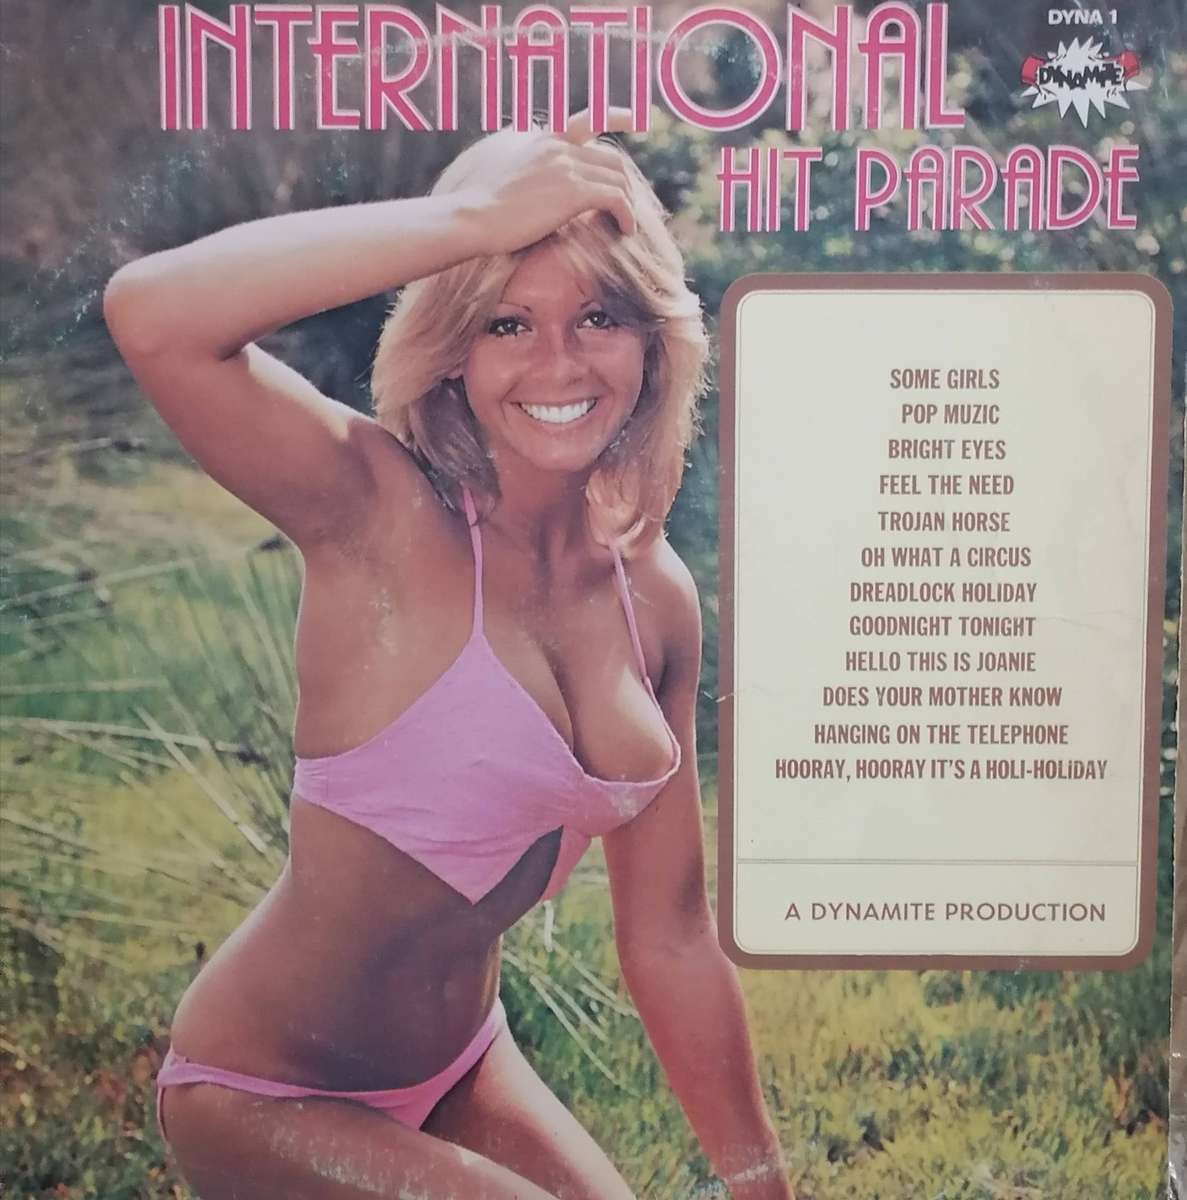 INTERNATIONAL
HIT PARADE
DYNA 1
DYNAMITE
SOME GIRLS
POP MUZIC
BRIGHT EYES
FEEL THE NEED
TROJAN HORSE
OH WHAT A CIRCUS
DREADLOCK HOLIDAY
GOODNIGHT TONIGHT
HELLO THIS IS JOANIE
DOES YOUR MOTHER KNOW
HANGING ON THE TELEPHONE
HOORAY, HOORAY IT'S A HOLI-HOLIDAY
A DYNAMITE PRODUCTION